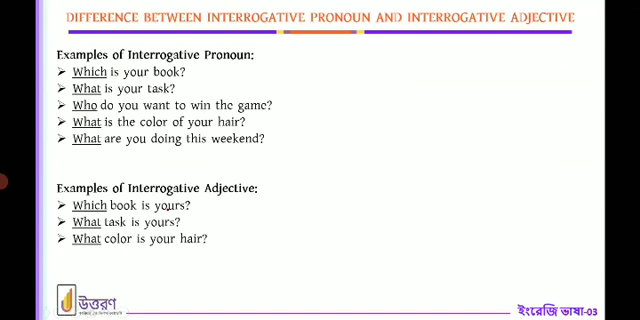 DIFFERENCE BETWEEN INTERROGATIVE PRONOUN AND INTERROGATIVE ADJECTIVE
Examples of Interrogative Pronoun:
➤ Which is your book?
➤ What is your task?
➤ Who do you want to win the game?
➤ What is the color of your hair?
➤ What are you doing this weekend?
Examples of Interrogative Adjective:
➤ Which book is yours?
➤ What task is yours?
➤ What color is your hair?
উত্তরণ
ইংরেজি ভাষা-03